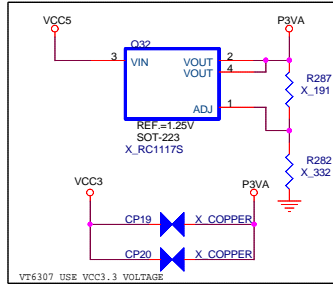 VCC5
P3VA
Q32
3
VIN
VOUT
2
VOUT
4
ADJ
1
R287
X_191
REF.=1.25V
SOT-223
X_RC1117S
R282
X_332
VCC3
P3VA
CP19
X_COPPER
CP20
X_COPPER
VT6307 USE VCC3.3 VOLTAGE